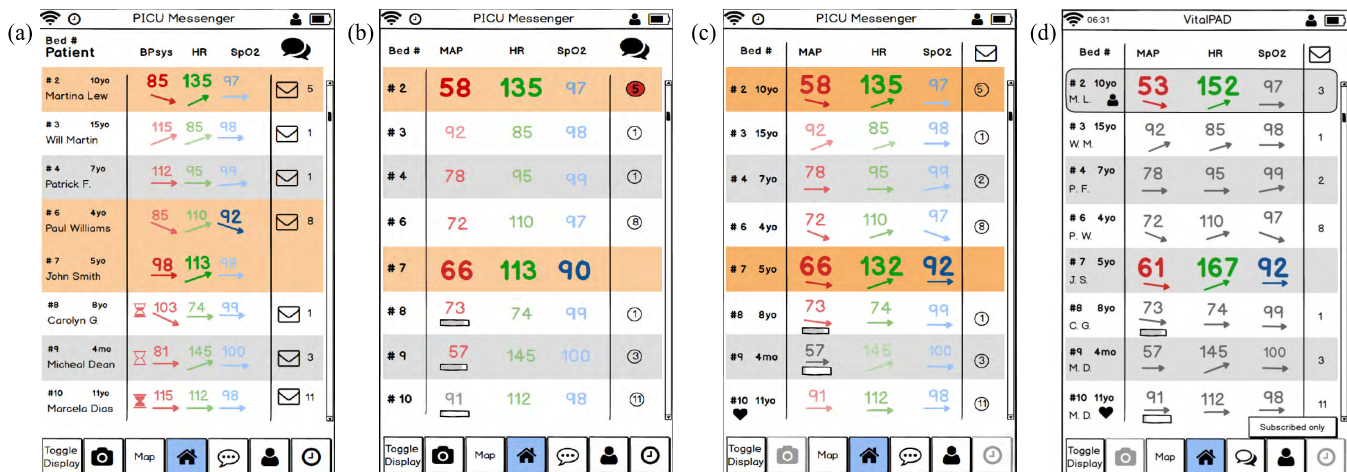 (a)
PICU Messenger
Bed #
Patient BPsys HR SpO2
# 2 10yo 85 135 97 5
Martina Lew
# 3 15yo 115 85 98 1
Will Martin
# 4 7yo 112 95 99 1
Patrick F.
# 6 4yo 85 110 92 8
Paul Williams
# 7 5yo 98 113 98
John Smith
#8 8yo 103 74 99 1
Carolyn G.
#9 4mo 81 145 100 3
Micheal Dean
#10 11yo 115 112 98 11
Marcela Dias
Toggle
Display Map
(b)
PICU Messenger
Bed # MAP HR SpO2
# 2 58 135 97 5
# 3 92 85 98 1
# 4 78 95 99 1
# 6 72 110 97 8
# 7 66 113 90
# 8 73 74 99 1
# 9 57 145 100 3
# 10 91 112 98 11
Toggle
Display Map
(c)
PICU Messenger
Bed # MAP HR SpO2
# 2 10yo 58 135 97 5
# 3 15yo 92 85 98 1
# 4 7yo 78 95 99 2
# 6 4yo 72 110 97 8
# 7 5yo 66 132 92
#8 8yo 73 74 99 1
#9 4mo 57 145 100 3
#10 11yo 91 112 98 11
Toggle
Display Map
(d)
06:31 VitalPAD
Bed # MAP HR SpO2
# 2 10yo 53 152 97 3
M. L.
# 3 15yo 92 85 98 1
W. M.
# 4 7yo 78 95 99 2
P. F.
# 6 4yo 72 110 97 8
P. W.
# 7 5yo 61 167 92
J. S.
#8 8yo 73 74 99 1
C. G.
#9 4mo 57 145 100 3
M. D.
#10 11yo 91 112 98 11
M. D.
Subscribed only
Toggle
Display Map